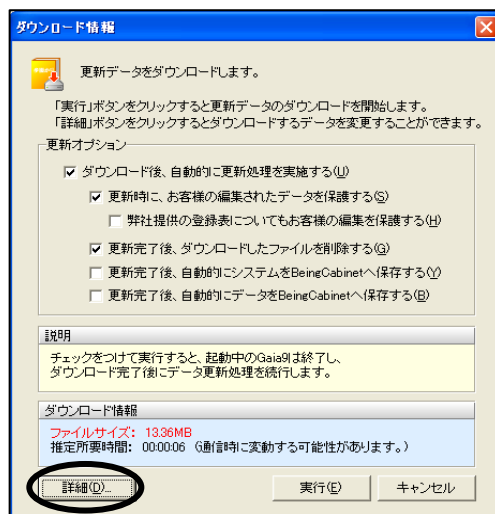 ダウンロード情報
更新データをダウンロードします。
「実行」ボタンをクリックすると更新データのダウンロードを開始します。
「詳細」ボタンをクリックするとダウンロードするデータを変更することができます。
更新オプション
ダウンロード後、自動的に更新処理を実施する(U)
更新時に、お客様の編集されたデータを保護する(S)
弊社提供の登録表についてもお客様の編集を保護する(H)
更新完了後、ダウンロードしたファイルを削除する(G)
更新完了後、自動的にシステムをBeingCabinetへ保存する(Y)
更新完了後、自動的にデータをBeingCabinetへ保存する(B)
説明
チェックをつけて実行すると、起動中のGaia9は終了し、
ダウンロード完了後にデータ更新処理を続行します。
ダウンロード情報
ファイルサイズ： 13.36MB
推定所要時間： 00:00:06 （通信時に変動する可能性があります。）
詳細(D)... 実行(E) キャンセル